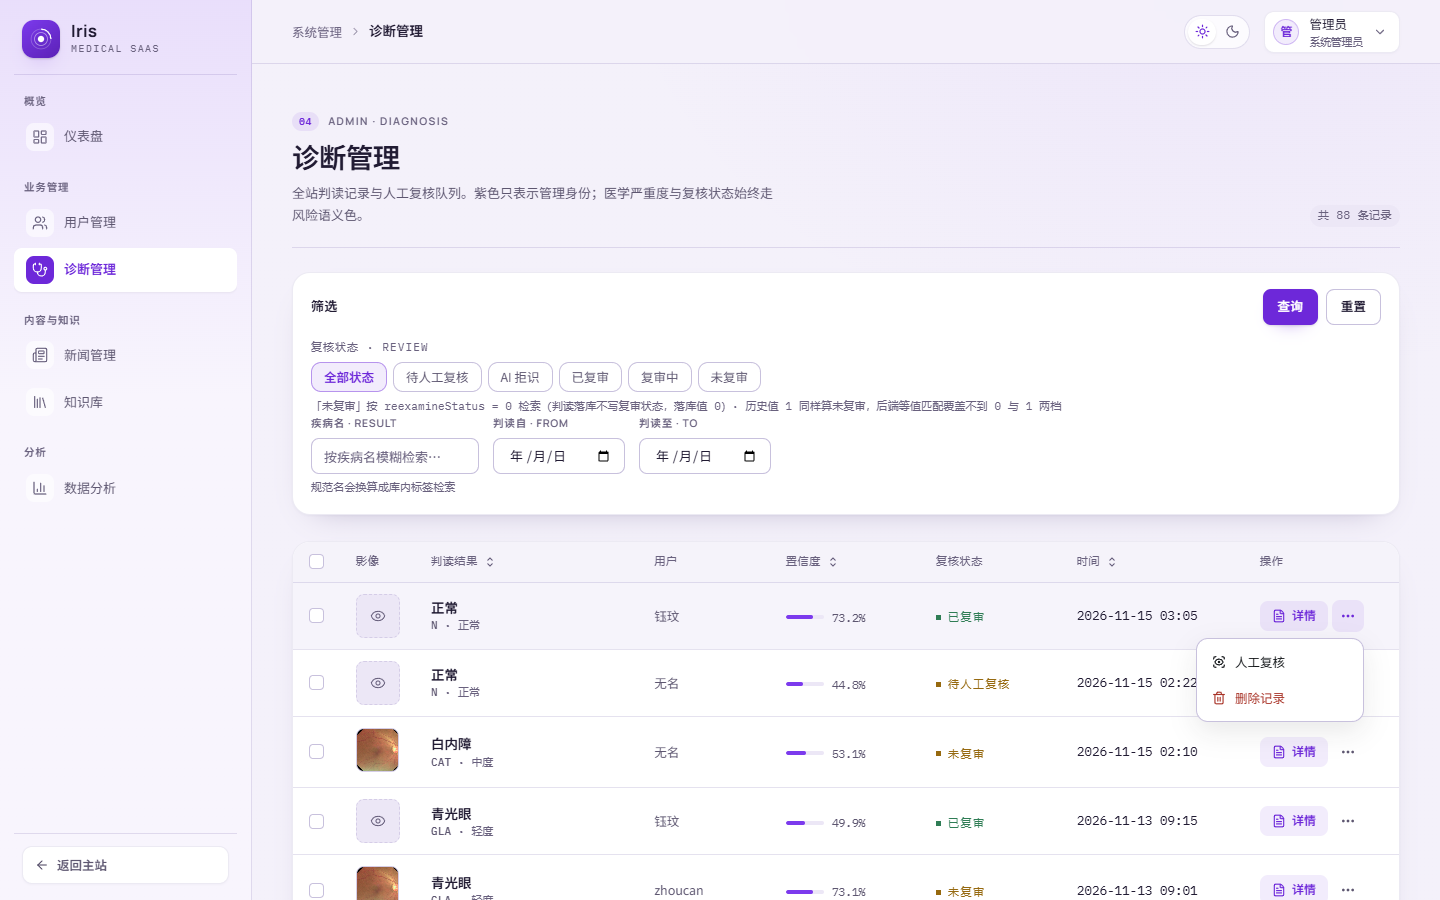 Iris
MEDICAL SAAS
概览
仪表盘
业务管理
用户管理
诊断管理
内容与知识
新闻管理
知识库
分析
数据分析
返回主站
系统管理
诊断管理
管
管理员
系统管理员
04 ADMIN · DIAGNOSIS
诊断管理
全站判读记录与人工复核队列。紫色只表示管理身份；医学严重度与复核状态始终走
风险语义色。
共 88 条记录
筛选
查询 重置
复核状态 · REVIEW
全部状态 待人工复核 AI 拒识 已复审 复审中 未复审
「未复审」按 reexamineStatus = 0 检索（判读落库不写复审状态，落库值 0）· 历史值 1 同样算未复审，后端等值匹配覆盖不到 0 与 1 两档
疾病名 · RESULT 判读自 · FROM 判读至 · TO
按疾病名模糊检索… 年 /月/日 年 /月/日
规范名会换算成库内标签检索
影像 判读结果 用户 置信度 复核状态 时间 操作
正常
N · 正常
钰玟 73.2% 已复审 2026-11-15 03:05 详情
人工复核
删除记录
正常
N · 正常
无名 44.8% 待人工复核 2026-11-15 02:22
白内障
CAT · 中度
无名 53.1% 未复审 2026-11-15 02:10 详情
青光眼
GLA · 轻度
钰玟 49.9% 已复审 2026-11-13 09:15 详情
青光眼
GLA · 轻度
zhoucan 73.1% 未复审 2026-11-13 09:01 详情